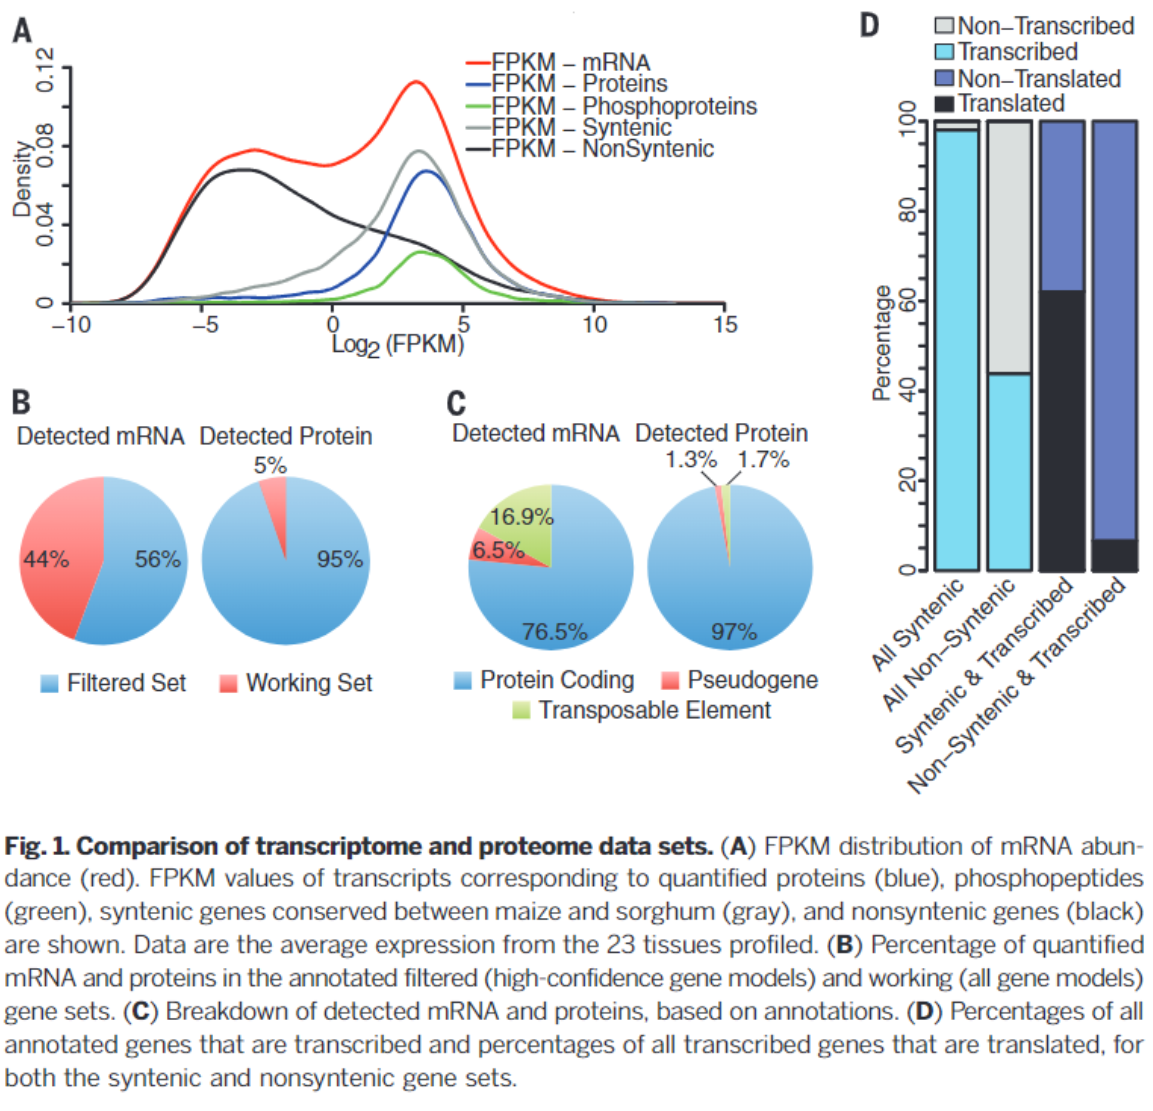 A
0.12
0.08
0.04
0
Density
−10
−5
0
5
10
15
Log2 (FPKM)
FPKM − mRNA
FPKM − Proteins
FPKM − Phosphoproteins
FPKM − Syntenic
FPKM − NonSyntenic
B
Detected mRNA
Detected Protein
44%
56%
5%
95%
Filtered Set
Working Set
C
Detected mRNA
Detected Protein
16.9%
6.5%
76.5%
1.3%
1.7%
97%
Protein Coding
Pseudogene
Transposable Element
D
Non−Transcribed
Transcribed
Non−Translated
Translated
100
80
60
40
20
0
Percentage
All Syntenic
All Non−Syntenic
Syntenic & Transcribed
Non−Syntenic & Transcribed
Fig. 1. Comparison of transcriptome and proteome data sets. (A) FPKM distribution of mRNA abun-
dance (red). FPKM values of transcripts corresponding to quantified proteins (blue), phosphopeptides
(green), syntenic genes conserved between maize and sorghum (gray), and nonsyntenic genes (black)
are shown. Data are the average expression from the 23 tissues profiled. (B) Percentage of quantified
mRNA and proteins in the annotated filtered (high-confidence gene models) and working (all gene models)
gene sets. (C) Breakdown of detected mRNA and proteins, based on annotations. (D) Percentages of all
annotated genes that are transcribed and percentages of all transcribed genes that are translated, for
both the syntenic and nonsyntenic gene sets.